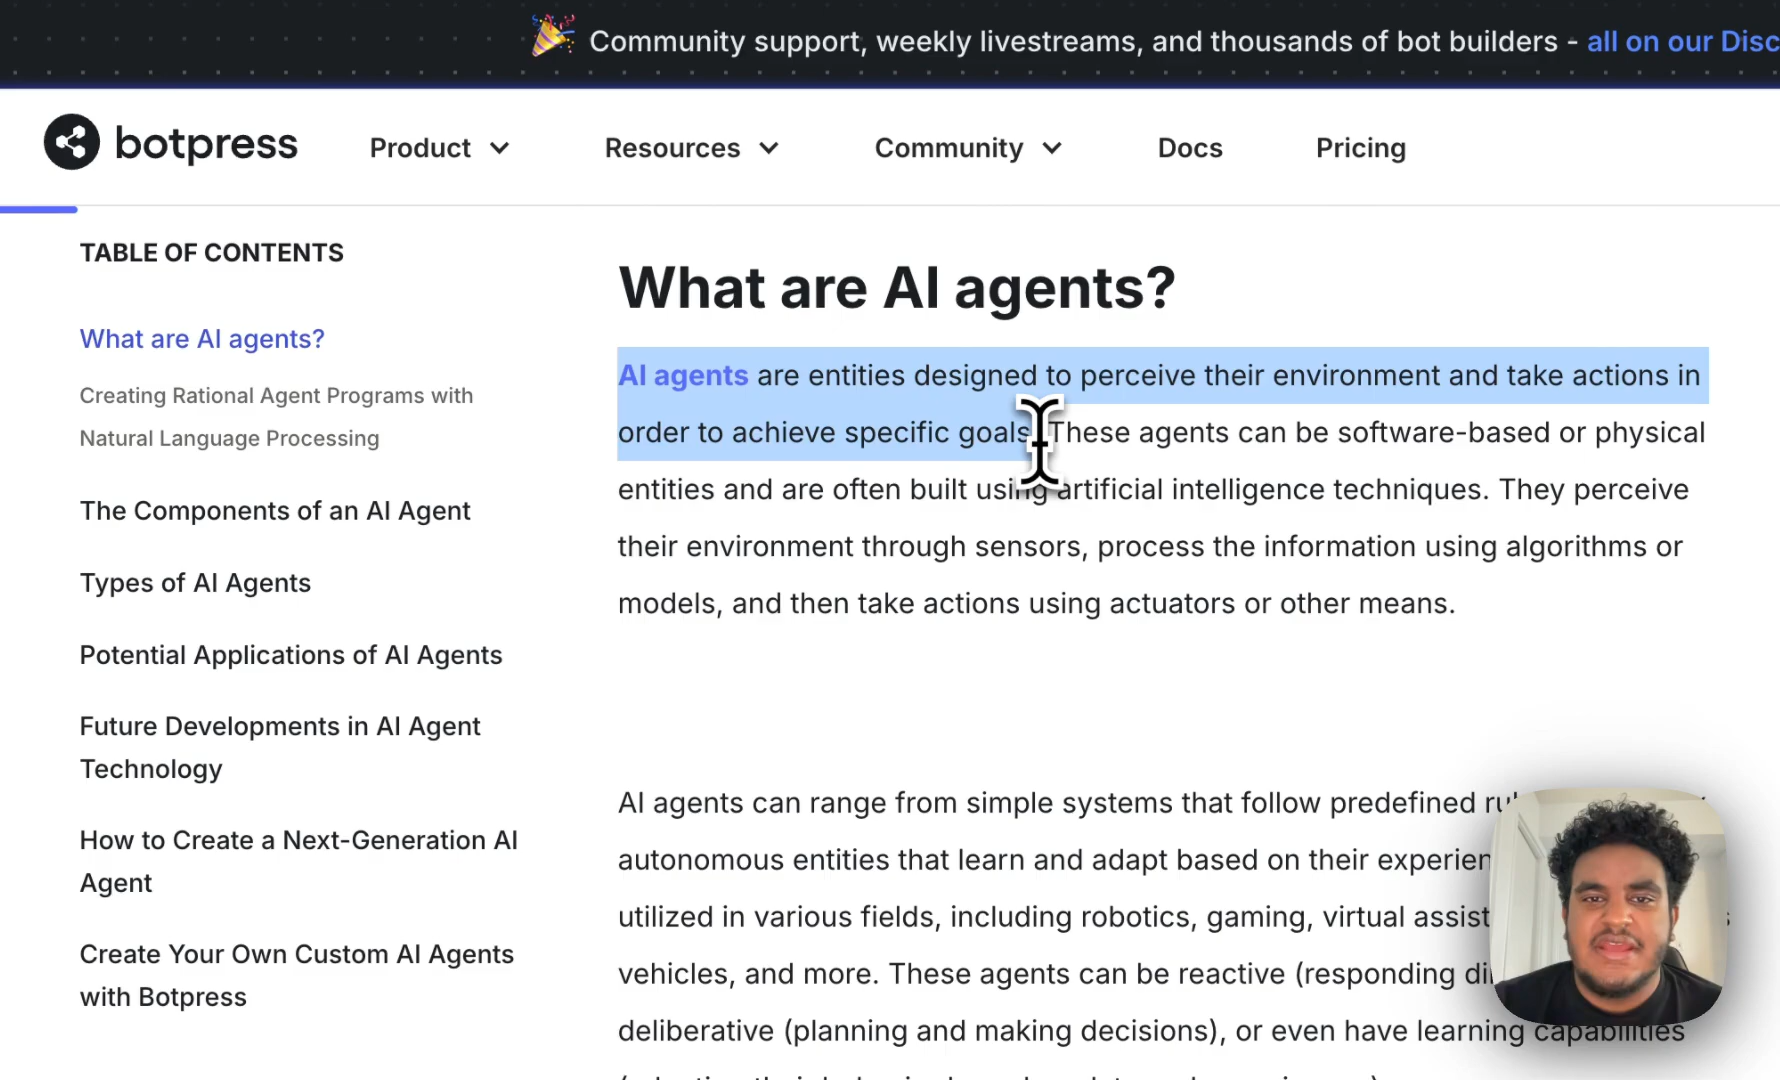 Community support, weekly livestreams, and thousands of bot builders - all on our Disc
botpress
Product
Resources
Community
Docs
Pricing
TABLE OF CONTENTS
What are AI agents?
Creating Rational Agent Programs with
Natural Language Processing
The Components of an AI Agent
Types of AI Agents
Potential Applications of AI Agents
Future Developments in AI Agent
Technology
How to Create a Next-Generation AI
Agent
Create Your Own Custom AI Agents
with Botpress
What are AI agents?
AI agents are entities designed to perceive their environment and take actions in
order to achieve specific goals. These agents can be software-based or physical
entities and are often built using artificial intelligence techniques. They perceive
their environment through sensors, process the information using algorithms or
models, and then take actions using actuators or other means.
AI agents can range from simple systems that follow predefined
autonomous entities that learn and adapt based on their
utilized in various fields, including robotics, gaming, virtual
vehicles, and more. These agents can be reactive (responding
deliberative (planning and making decisions), or even have learning capabilities